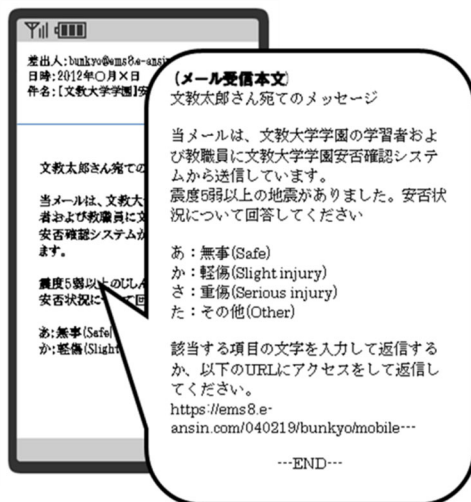 差出人:bunkyo@ems8.e-ansin
日時:2012年○月×日
件名:【文教大学学園】安
文教太郎さん宛ての
当メールは、文教大
者および教職員に文
安否確認システムか
ます。
震度5弱以上のじしん
安否状況に て回
あ:無事(Safe)
か:軽傷(Slight
(メール受信本文)
文教太郎さん宛てのメッセージ
当メールは、文教大学学園の学習者およ
び教職員に文教大学学園安否確認システ
ムから送信しています。
震度5弱以上の地震がありました。安否状
況について回答してください
あ：無事(Safe)
か：軽傷(Slight injury)
さ：重傷(Serious injury)
た：その他(Other)
該当する項目の文字を入力して返信する
か、以下のURLにアクセスをして返信し
てください。
https://ems8.e-
ansin.com/040219/bunkyo/mobile---
---END---